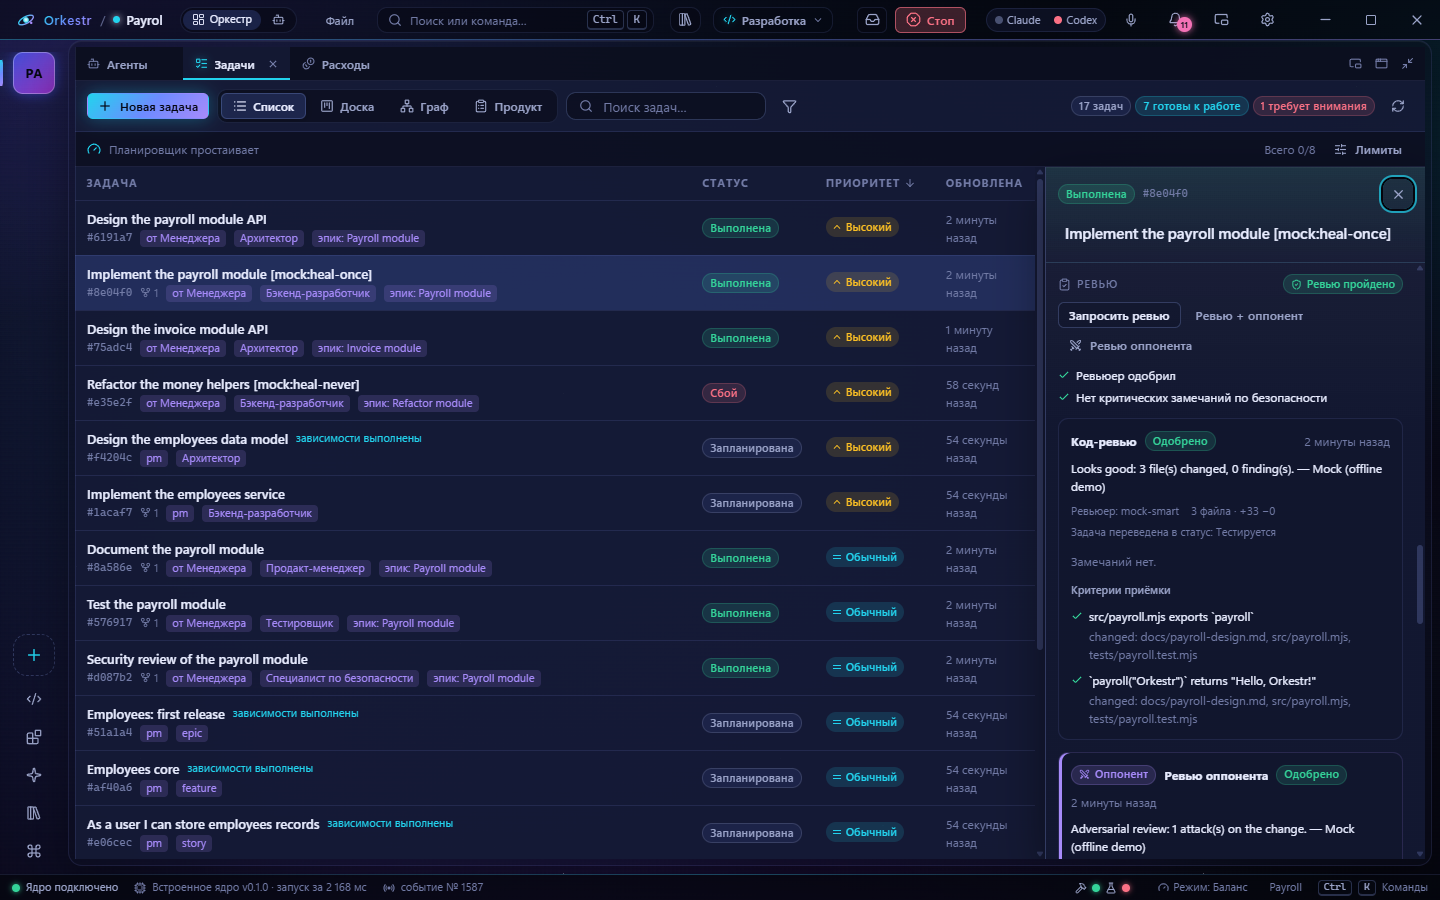 Orkestr / Payrol
Оркестр
Файл
Поиск или команда...
Ctrl K
Разработка
Стоп
Claude
Codex
11
PA
Агенты
Задачи
Расходы
Новая задача
Список
Доска
Граф
Продукт
Поиск задач...
17 задач
7 готовы к работе
1 требует внимания
Планировщик простаивает
Всего 0/8
Лимиты
ЗАДАЧА СТАТУС ПРИОРИТЕТ ОБНОВЛЕНА
Design the payroll module API
#6191a7 от Менеджера Архитектор эпик: Payroll module
Выполнена
Высокий
2 минуты
назад
Implement the payroll module [mock:heal-once]
#8e04f0 1 от Менеджера Бэкенд-разработчик эпик: Payroll module
Выполнена
Высокий
2 минуты
назад
Design the invoice module API
#75adc4 от Менеджера Архитектор эпик: Invoice module
Выполнена
Высокий
1 минуту
назад
Refactor the money helpers [mock:heal-never]
#e35e2f от Менеджера Бэкенд-разработчик эпик: Refactor module
Сбой
Высокий
58 секунд
назад
Design the employees data model зависимости выполнены
#f4204c pm Архитектор
Запланирована
Высокий
54 секунды
назад
Implement the employees service
#1acaf7 1 pm Бэкенд-разработчик
Запланирована
Высокий
54 секунды
назад
Document the payroll module
#8a586e 1 от Менеджера Продакт-менеджер эпик: Payroll module
Выполнена
Обычный
2 минуты
назад
Test the payroll module
#576917 1 от Менеджера Тестировщик эпик: Payroll module
Выполнена
Обычный
2 минуты
назад
Security review of the payroll module
#d087b2 1 от Менеджера Специалист по безопасности эпик: Payroll module
Выполнена
Обычный
2 минуты
назад
Employees: first release зависимости выполнены
#51a1a4 pm epic
Запланирована
Обычный
54 секунды
назад
Employees core зависимости выполнены
#af40a6 pm feature
Запланирована
Обычный
54 секунды
назад
As a user I can store employees records зависимости выполнены
#e06cec pm story
Запланирована
Обычный
54 секунды
назад
Выполнена #8e04f0
Implement the payroll module [mock:heal-once]
РЕВЬЮ
Ревью пройдено
Запросить ревью
Ревью + оппонент
Ревью оппонента
Ревьюер одобрил
Нет критических замечаний по безопасности
Код-ревью Одобрено 2 минуты назад
Looks good: 3 file(s) changed, 0 finding(s). — Mock (offline
demo)
Ревьюер: mock-smart 3 файла · +33 −0
Задача переведена в статус: Тестируется
Замечаний нет.
Критерии приёмки
src/payroll.mjs exports `payroll`
changed: docs/payroll-design.md, src/payroll.mjs,
tests/payroll.test.mjs
`payroll("Orkestr")` returns "Hello, Orkestr!"
changed: docs/payroll-design.md, src/payroll.mjs,
tests/payroll.test.mjs
Оппонент Ревью оппонента Одобрено
2 минуты назад
Adversarial review: 1 attack(s) on the change. — Mock
(offline demo)
Ядро подключено
Встроенное ядро v0.1.0 · запуск за 2 168 мс
событие № 1587
Режим: Баланс
Payroll
Ctrl K Команды